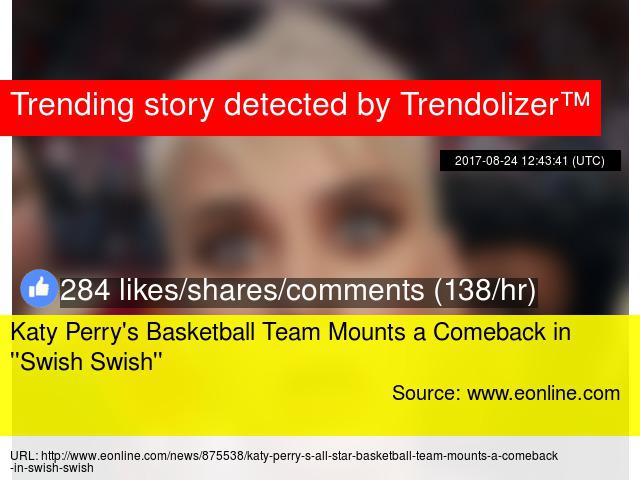 Trending story detected by Trendolizer™
2017-08-24 12:43:41 (UTC)
284 likes/shares/comments (138/hr)
Katy Perry's Basketball Team Mounts a Comeback in
"Swish Swish"
Source: www.eonline.com
URL: http://www.eonline.com/news/875538/katy-perry-s-all-star-basketball-team-mounts-a-comeback
-in-swish-swish